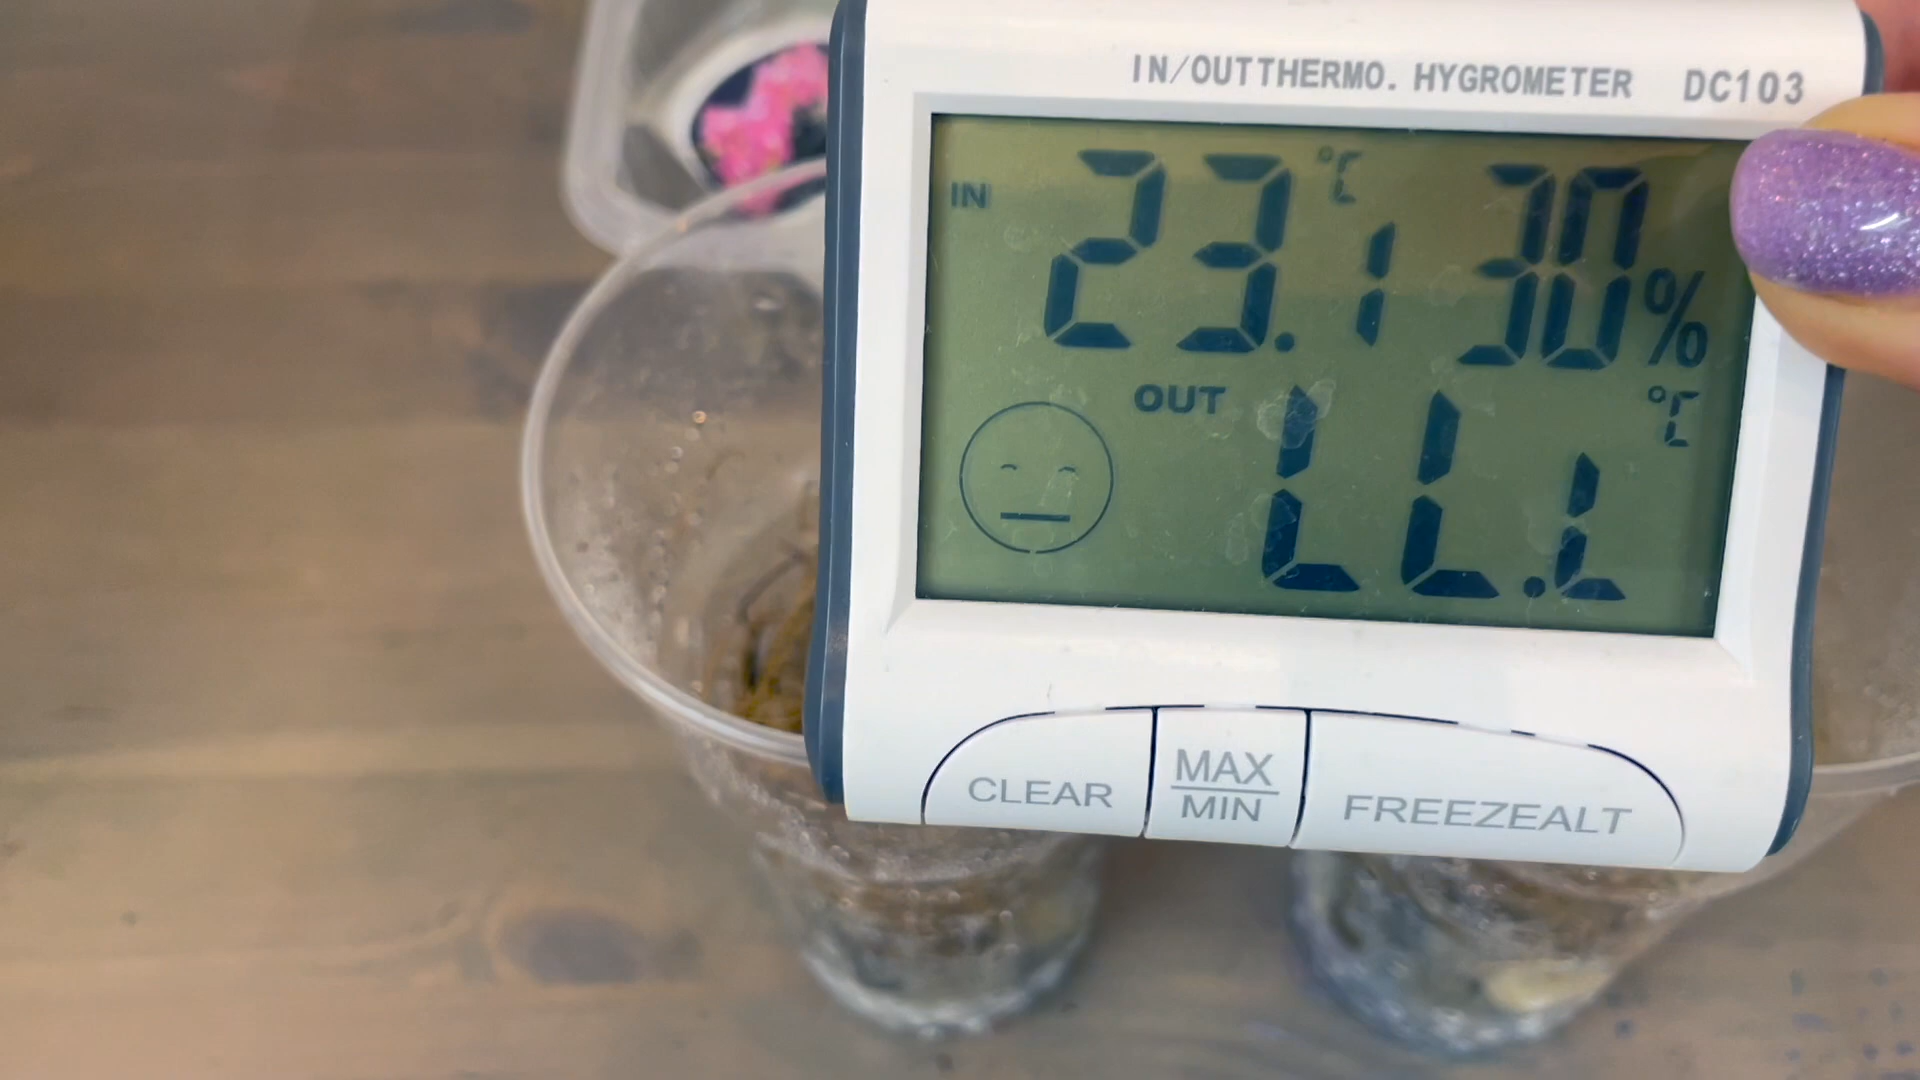 IN/OUTTHERMO. HYGROMETER DC103
IN 23.1 °C 30 %
OUT LL.L °C
CLEAR
MAX
MIN
FREEZEALT